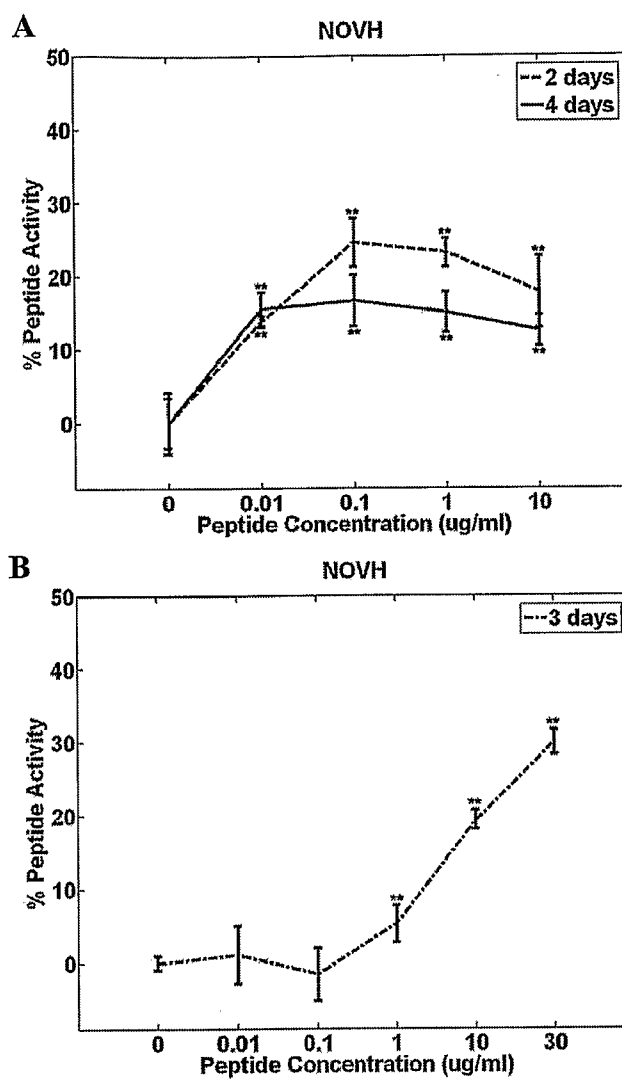 A
NOVH
50
40
30
20
10
0
% Peptide Activity
2 days
4 days
**
**
**
**
**
**
**
**
0 0.01 0.1 1 10
Peptide Concentration (ug/ml)
B
NOVH
50
40
30
20
10
0
% Peptide Activity
3 days
**
**
**
0 0.01 0.1 1 10 30
Peptide Concentration (ug/ml)